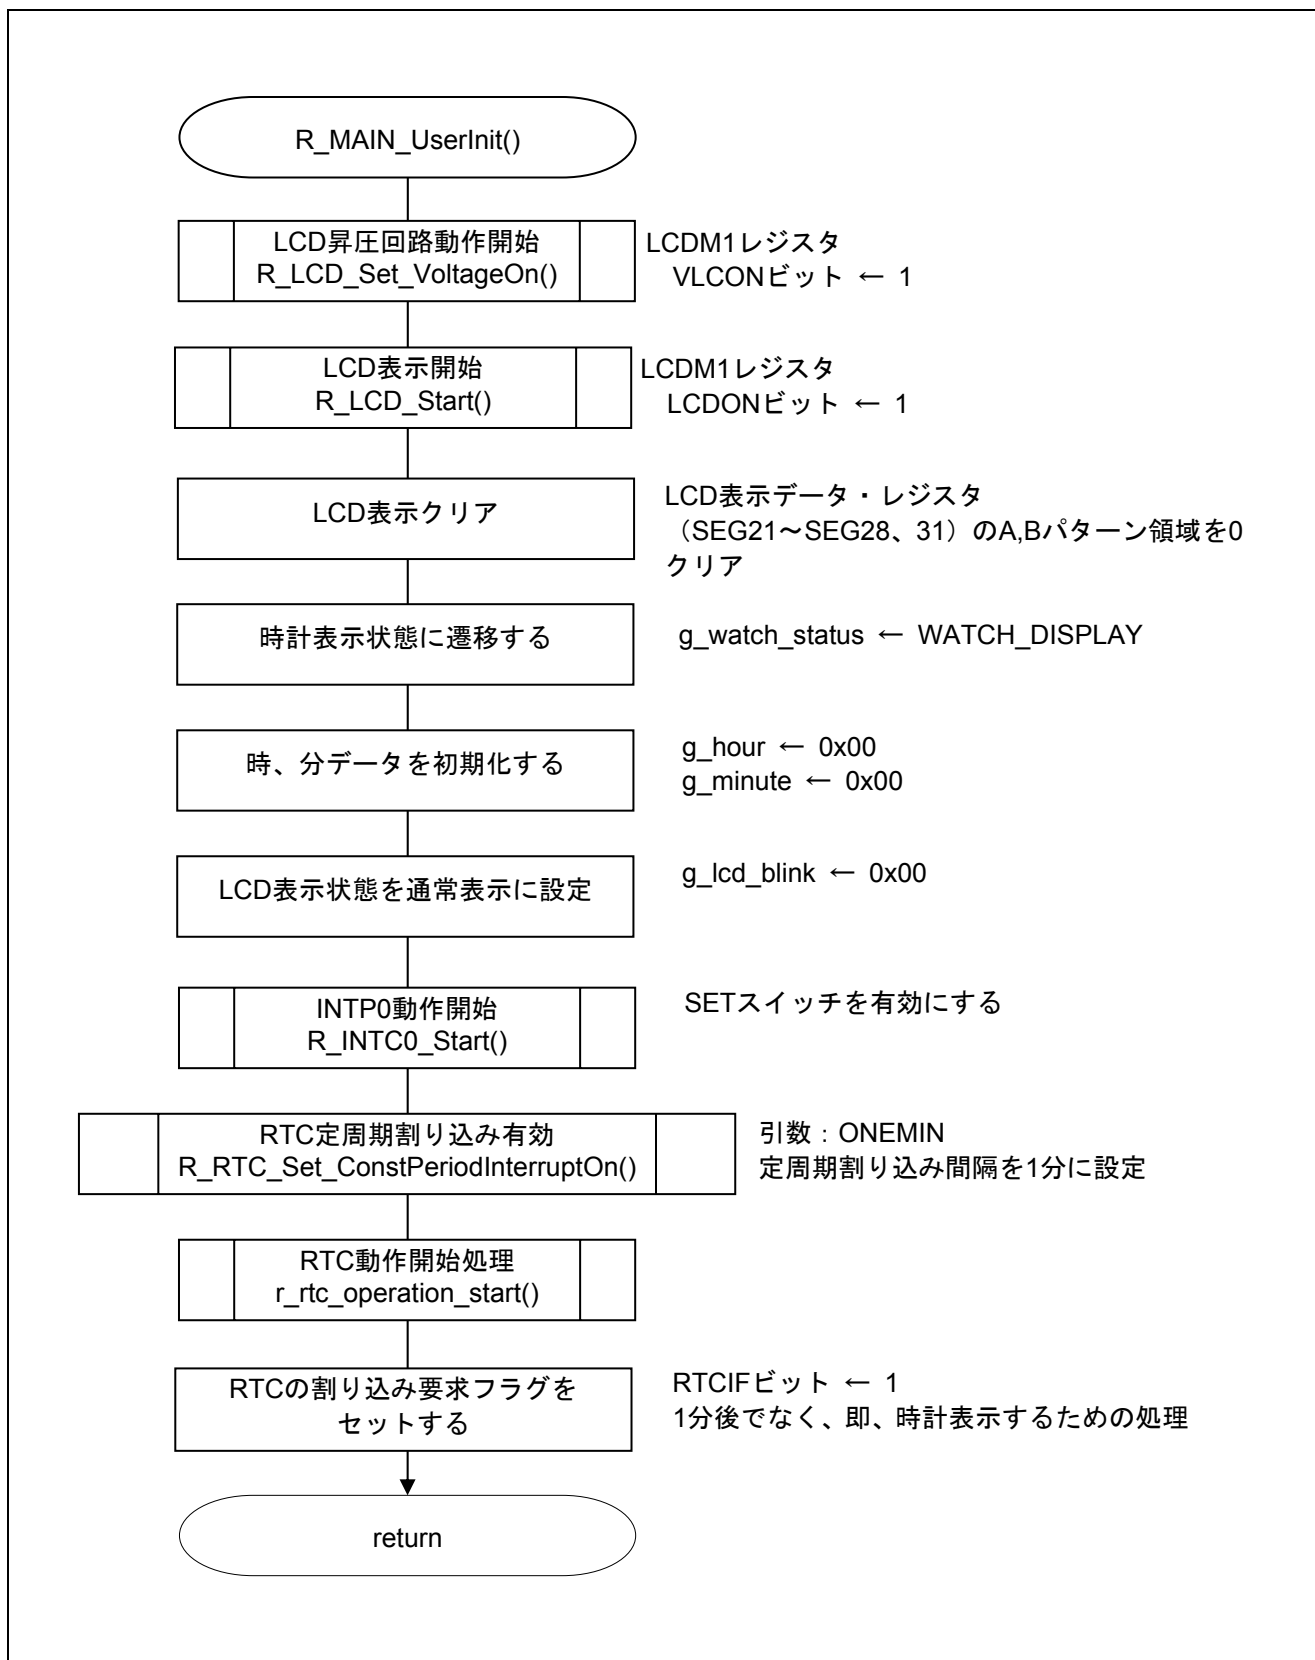 R_MAIN_UserInit()
LCD昇圧回路動作開始
R_LCD_Set_VoltageOn()
LCDM1レジスタ
VLCONビット ← 1
LCD表示開始
R_LCD_Start()
LCDM1レジスタ
LCDONビット ← 1
LCD表示クリア
LCD表示データ・レジスタ
（SEG21～SEG28、31）のA,Bパターン領域を0
クリア
時計表示状態に遷移する
g_watch_status ← WATCH_DISPLAY
時、分データを初期化する
g_hour ← 0x00
g_minute ← 0x00
LCD表示状態を通常表示に設定
g_lcd_blink ← 0x00
INTP0動作開始
R_INTC0_Start()
SETスイッチを有効にする
RTC定周期割り込み有効
R_RTC_Set_ConstPeriodInterruptOn()
引数：ONEMIN
定周期割り込み間隔を1分に設定
RTC動作開始処理
r_rtc_operation_start()
RTCの割り込み要求フラグを
セットする
RTCIFビット ← 1
1分後でなく、即、時計表示するための処理
return